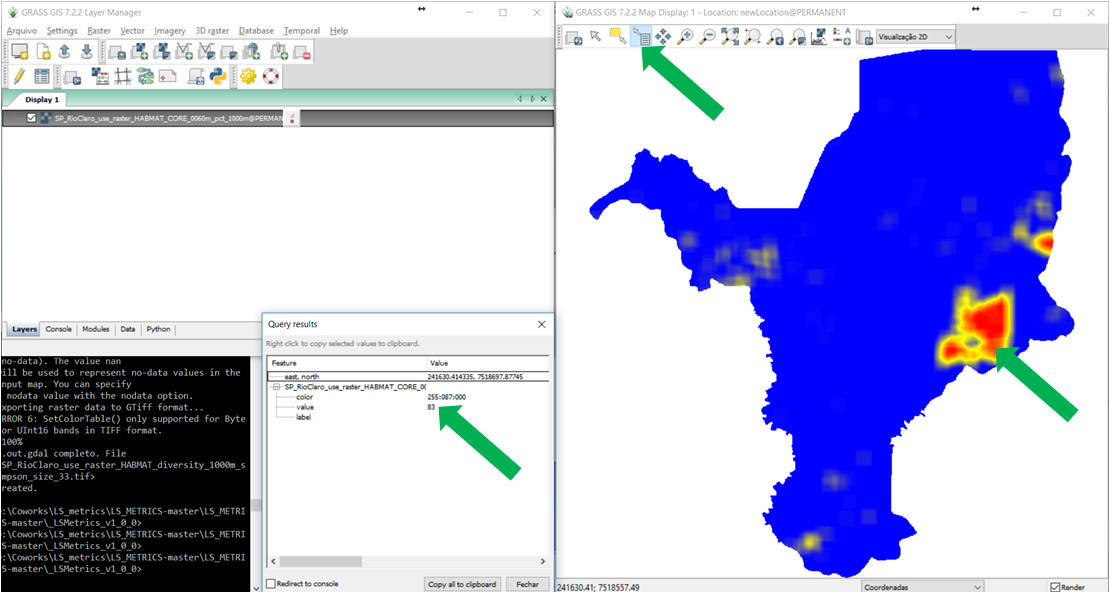 GRASS GIS 7.2.2 Layer Manager
Arquivo Settings Raster Vector Imagery 3D raster Database Temporal Help
Display 1
SP_RioClaro_use_raster_HABMAT_CORE_0060m_pct_1000m@PERMAN
Layers Console Modules Data Python
no-data). The value nan
ill be used to represent no-data values in the
nput map. You can specify
nodata value with the nodata option.
xporting raster data to GTiff format...
RROR 6: SetColorTable() only supported for Byte
or UInt16 bands in TIFF format.
100%
.out.gdal completo. File
SP_RioClaro_use_raster_HABMAT_diversity_1000m_s
mpson_size_33.tif>
reated.
:\Coworks\LS_metrics\LS_METRICS-master\LS_METRI
S-master\_LSMetrics_v1_0_0>
:\Coworks\LS_metrics\LS_METRICS-master\LS_METRI
S-master\_LSMetrics_v1_0_0>
:\Coworks\LS_metrics\LS_METRICS-master\LS_METRI
S-master\_LSMetrics_v1_0_0>
Query results
Right click to copy selected values to clipboard.
Feature Value
east, north 241630.414335, 7518697.87745
SP_RioClaro_use_raster_HABMAT_CORE_0
color 255:087:000
value 83
label
Redirect to console Copy all to clipboard Fechar
GRASS GIS 7.2.2 Map Display: 1 - Location: newLocation@PERMANENT
Visualização 2D
241630.41; 7518557.49 Coordenadas Render